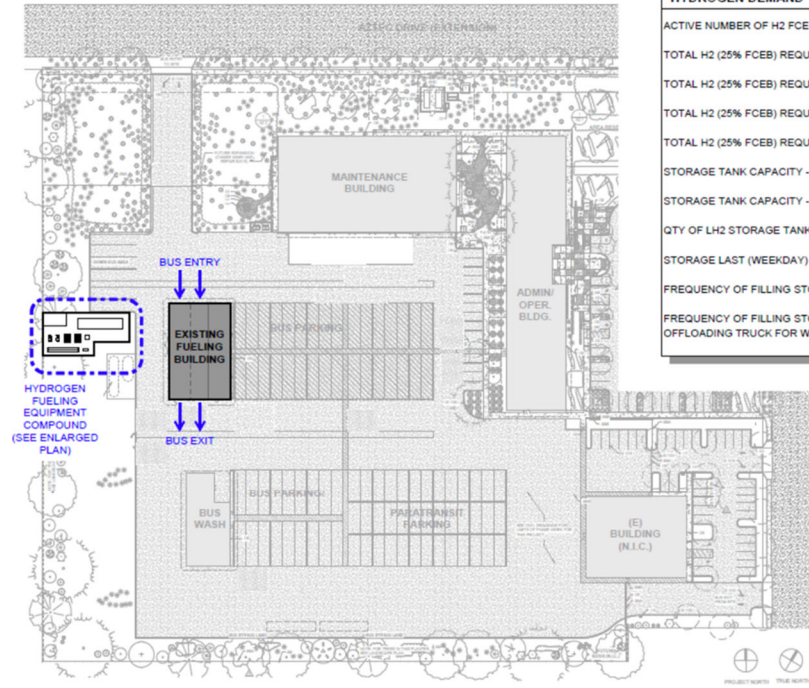 AZTEC DRIVE (EXTENSION)
HYDROGEN DEMAND
ACTIVE NUMBER OF H2 FCE
TOTAL H2 (25% FCEB) REQU
TOTAL H2 (25% FCEB) REQU
TOTAL H2 (25% FCEB) REQU
TOTAL H2 (25% FCEB) REQU
STORAGE TANK CAPACITY -
STORAGE TANK CAPACITY -
QTY OF LH2 STORAGE TANK
STORAGE LAST (WEEKDAY)
FREQUENCY OF FILLING STO
FREQUENCY OF FILLING STO
OFFLOADING TRUCK FOR W
MAINTENANCE
BUILDING
BUS ENTRY
ADMIN/
OPER.
BLDG.
EXISTING
FUELING
BUILDING
BUS PARKING
HYDROGEN
FUELING
EQUIPMENT
COMPOUND
(SEE ENLARGED
PLAN)
BUS EXIT
BUS
WASH
BUS PARKING
PARATRANSIT
PARKING
(E)
BUILDING
(N.I.C.)
PROJECT NORTH
TRUE NORTH